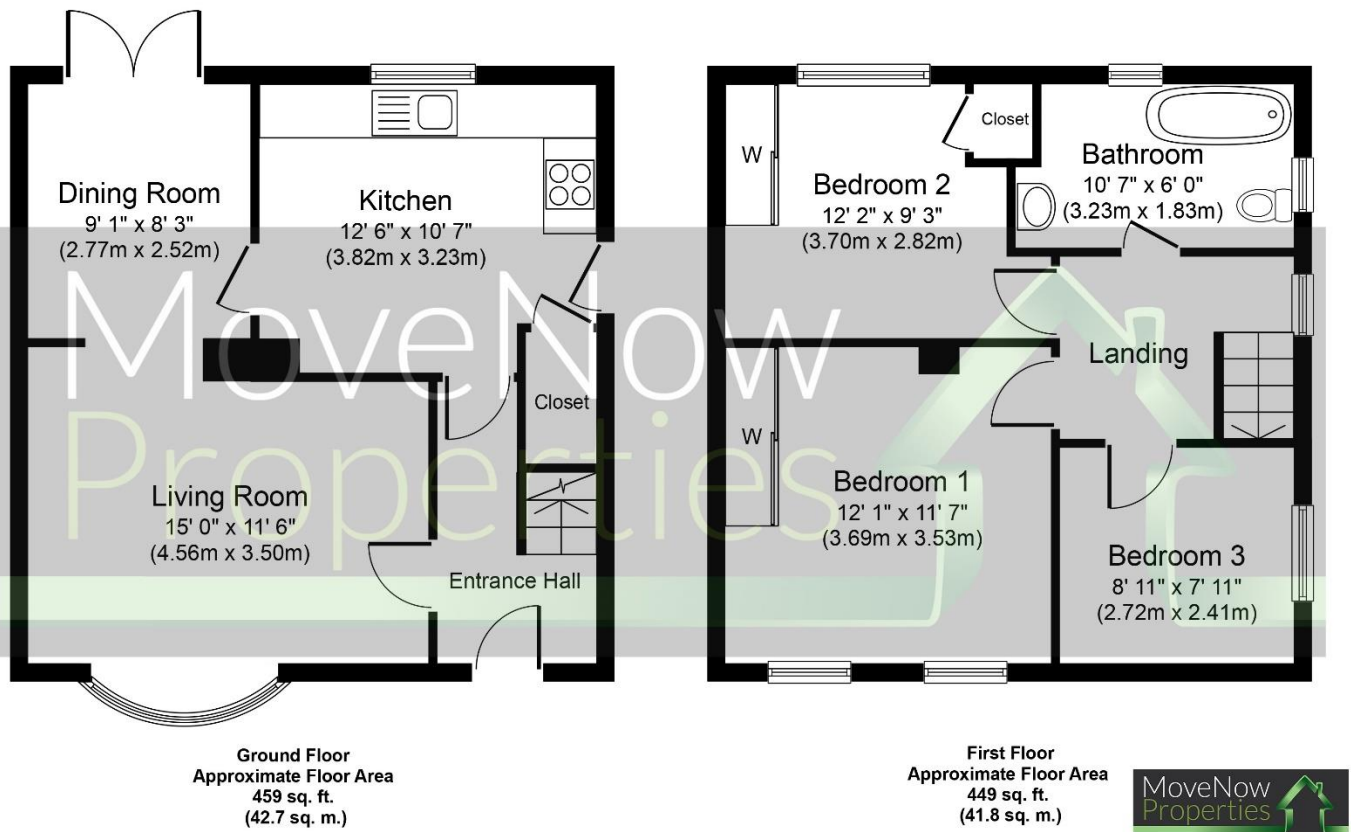 Dining Room
9' 1" x 8' 3"
(2.77m x 2.52m)
Kitchen
12' 6" x 10' 7"
(3.82m x 3.23m)
Closet
Living Room
15' 0" x 11' 6"
(4.56m x 3.50m)
Entrance Hall
Ground Floor
Approximate Floor Area
459 sq. ft.
(42.7 sq. m.)
W
Bedroom 2
12' 2" x 9' 3"
(3.70m x 2.82m)
Closet
Bathroom
10' 7" x 6' 0"
(3.23m x 1.83m)
Landing
W
Bedroom 1
12' 1" x 11' 7"
(3.69m x 3.53m)
Bedroom 3
8' 11" x 7' 11"
(2.72m x 2.41m)
First Floor
Approximate Floor Area
449 sq. ft.
(41.8 sq. m.)
MoveNow
Properties
MoveNow
Properties